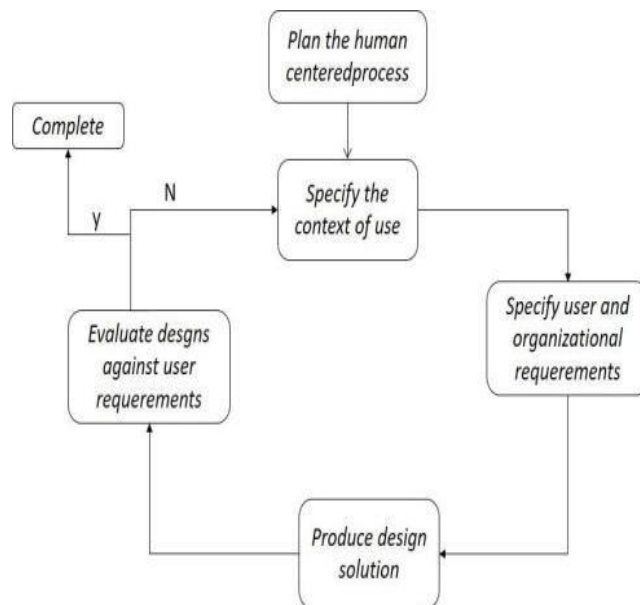 Plan the human
centeredprocess
Complete
N
y
Specify the
context of use
Specify user and
organizational
requerements
Evaluate desgns
against user
requerements
Produce design
solution